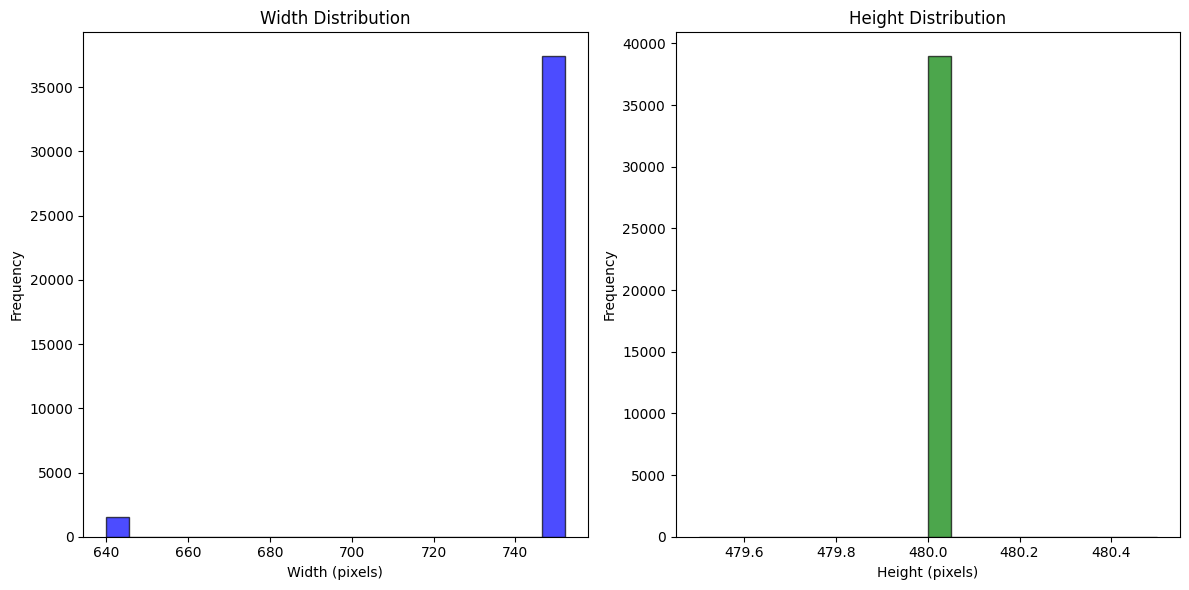 Width Distribution
Frequency
35000
30000
25000
20000
15000
10000
5000
0
640 660 680 700 720 740
Width (pixels)
Height Distribution
Frequency
40000
35000
30000
25000
20000
15000
10000
5000
0
479.6 479.8 480.0 480.2 480.4
Height (pixels)